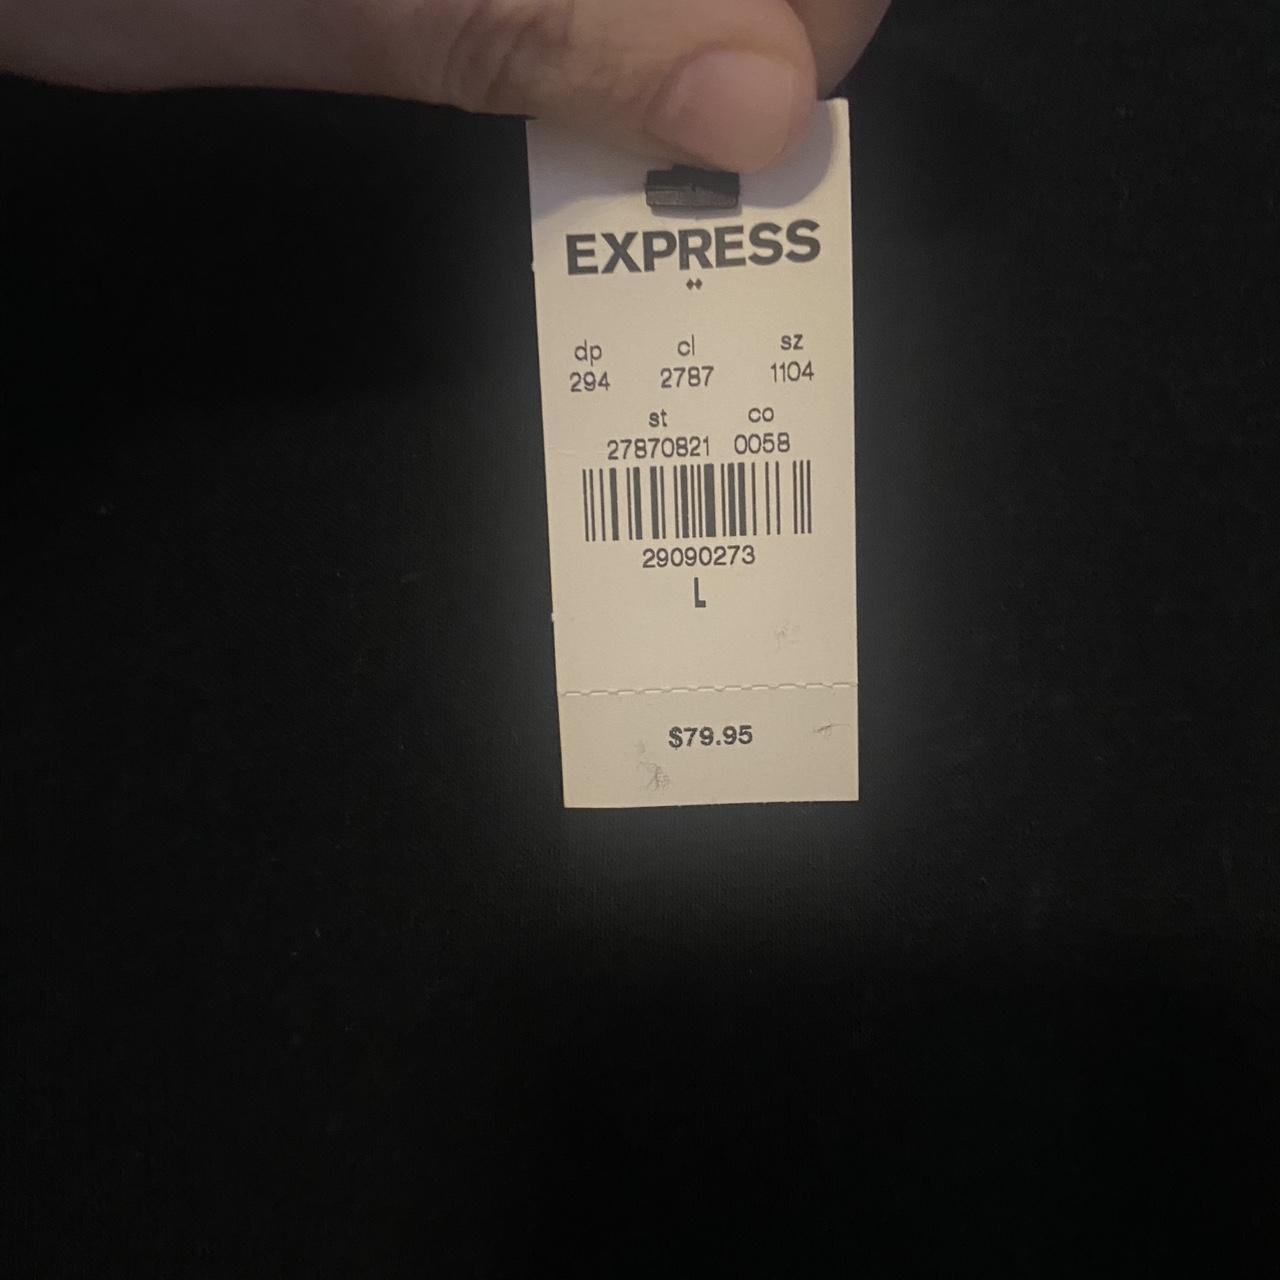 EXPRESS
dp cl sz
294 2787 1104
st co
27870821 0058
29090273
L
$79.95